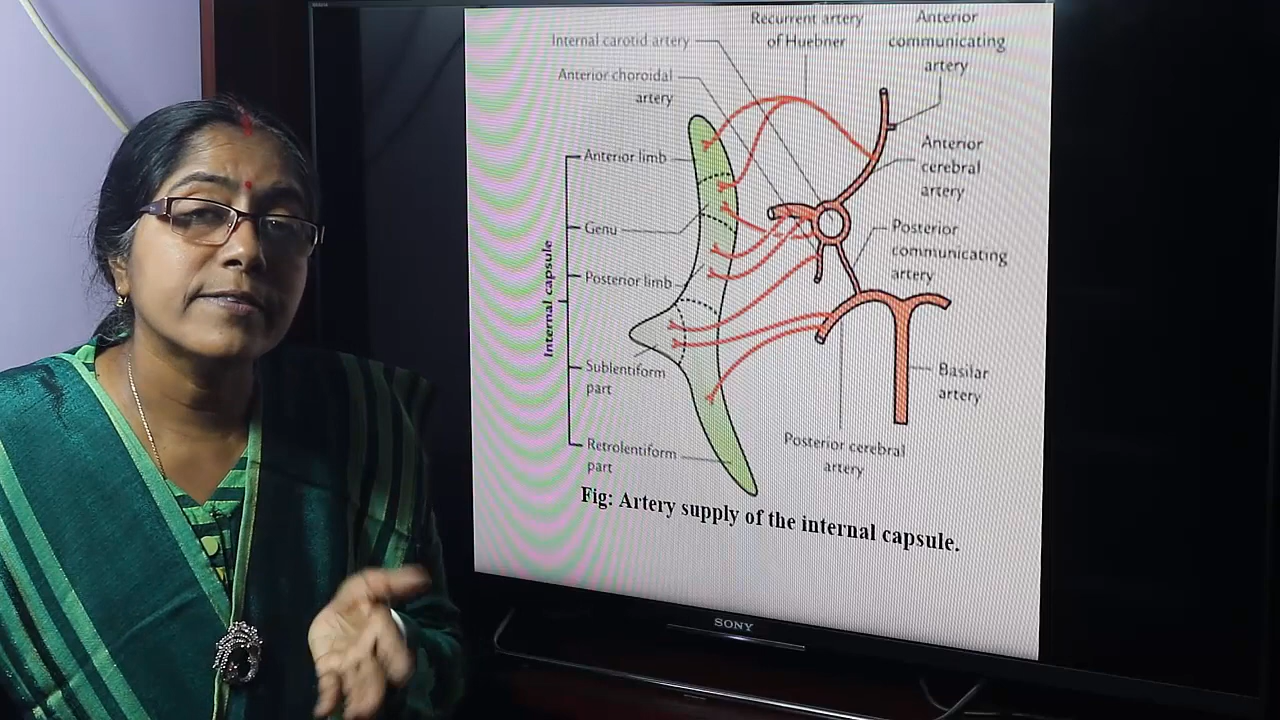 Recurrent artery
of Huebner
Anterior
communicating
artery
Internal carotid artery
Anterior choroidal
artery
Anterior limb
Genu
Posterior limb
Internal capsule
Sublentiform
part
Retrolentiform
part
Anterior
cerebral
artery
Posterior
communicating
artery
Basilar
artery
Posterior cerebral
artery
Fig: Artery supply of the internal capsule.
SONY